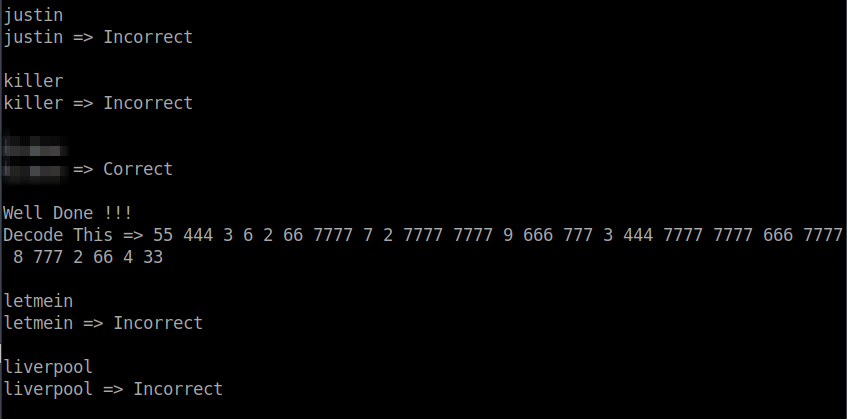 justin
justin => Incorrect
killer
killer => Incorrect
=> Correct
Well Done !!!
Decode This => 55 444 3 6 2 66 7777 7 2 7777 7777 9 666 777 3 444 7777 7777 666 7777
8 777 2 66 4 33
letmein
letmein => Incorrect
liverpool
liverpool => Incorrect